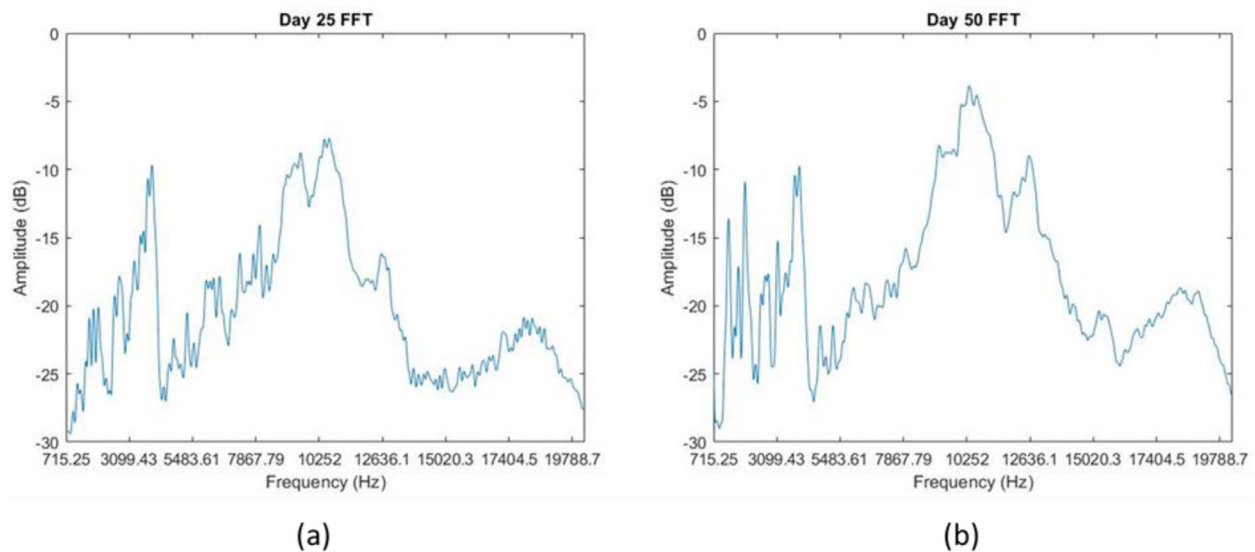 Day 25 FFT
0
-5
-10
-15
-20
-25
-30
Amplitude (dB)
715.25 3099.43 5483.61 7867.79 10252 12636.1 15020.3 17404.5 19788.7
Frequency (Hz)
(a)
Day 50 FFT
0
-5
-10
-15
-20
-25
-30
Amplitude (dB)
715.25 3099.43 5483.61 7867.79 10252 12636.1 15020.3 17404.5 19788.7
Frequency (Hz)
(b)